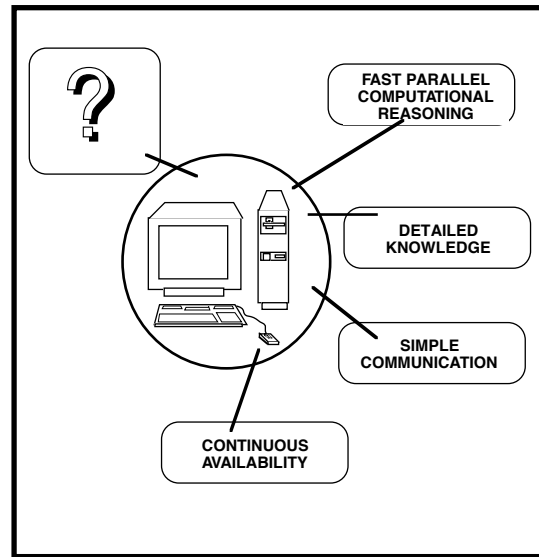 ?
FAST PARALLEL
COMPUTATIONAL
REASONING
DETAILED
KNOWLEDGE
SIMPLE
COMMUNICATION
CONTINUOUS
AVAILABILITY